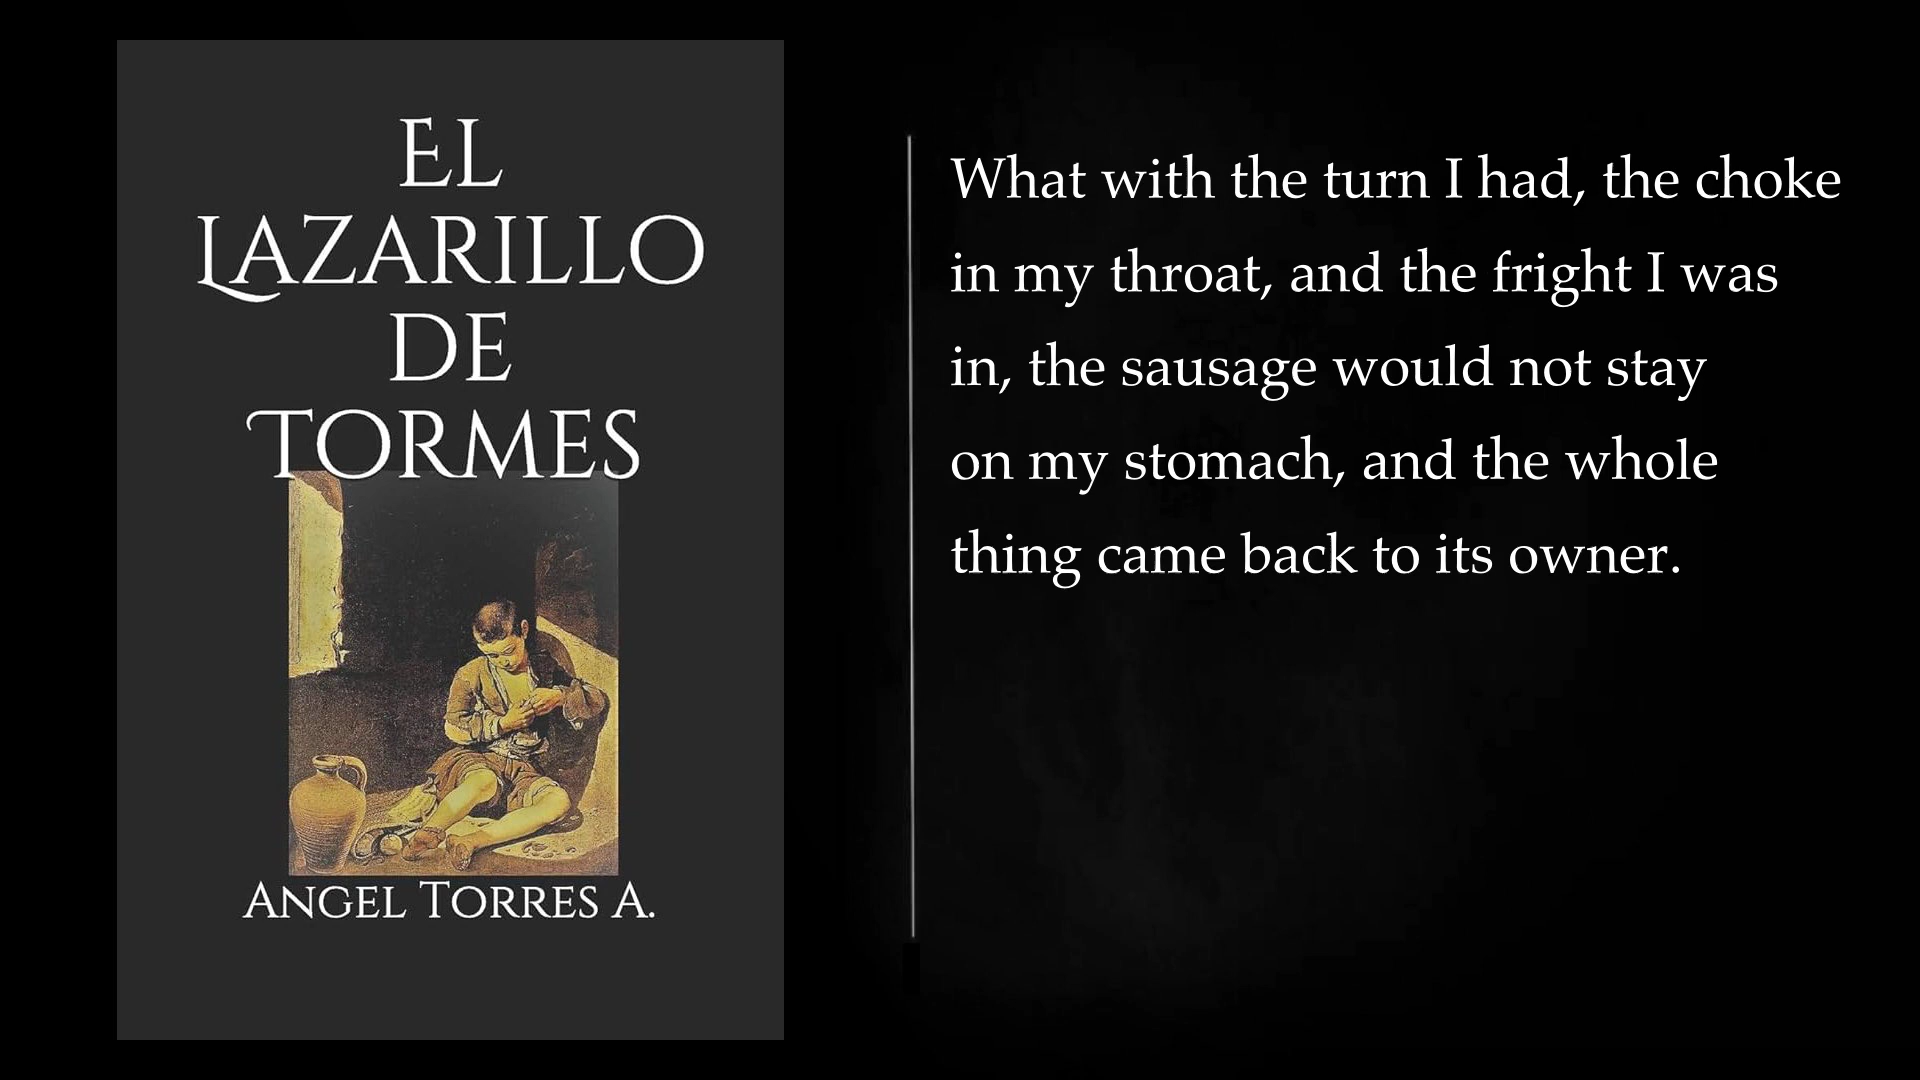 EL
LAZARILLO
DE
TORMES
ANGEL TORRES A.
What with the turn I had, the choke
in my throat, and the fright I was
in, the sausage would not stay
on my stomach, and the whole
thing came back to its owner.